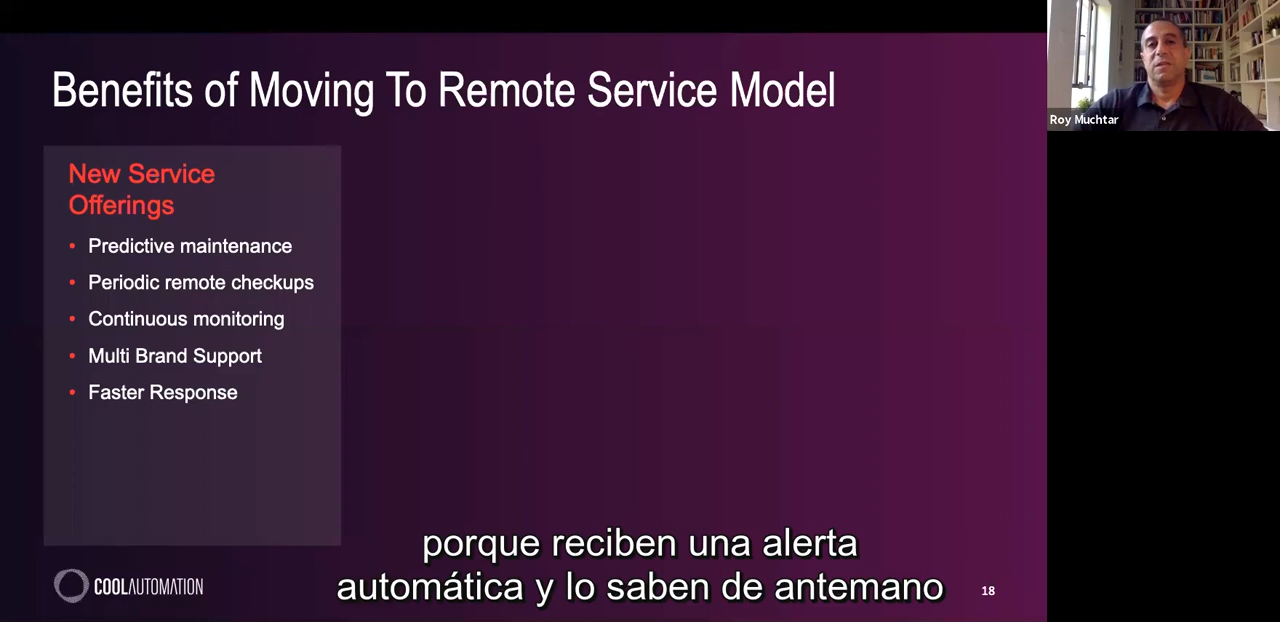 Benefits of Moving To Remote Service Model
Roy Muchtar
New Service
Offerings
• Predictive maintenance
• Periodic remote checkups
• Continuous monitoring
• Multi Brand Support
• Faster Response
porque reciben una alerta
automática y lo saben de antemano
COOLAUTOMATION
18